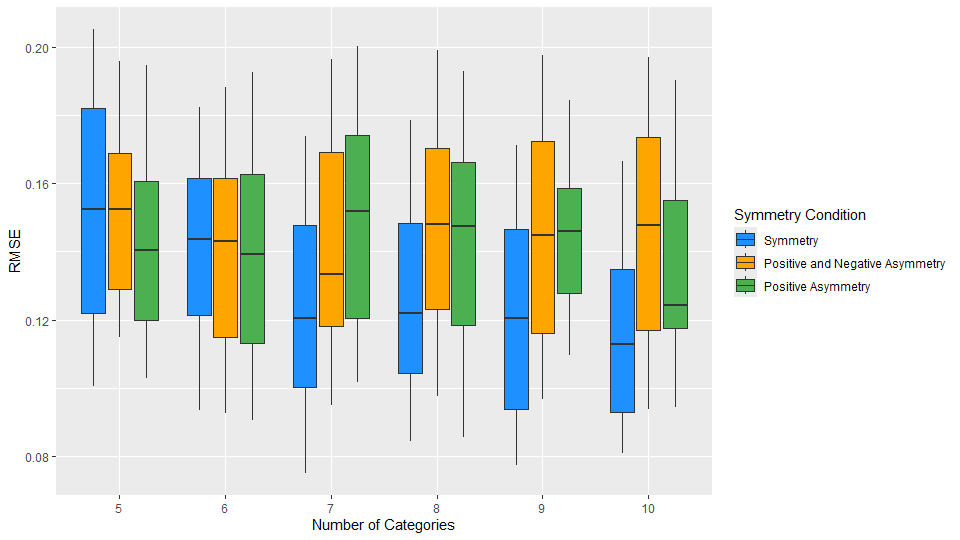 RMSE
0.20
0.16
0.12
0.08
5 6 7 8 9 10
Number of Categories
Symmetry Condition
Symmetry
Positive and Negative Asymmetry
Positive Asymmetry